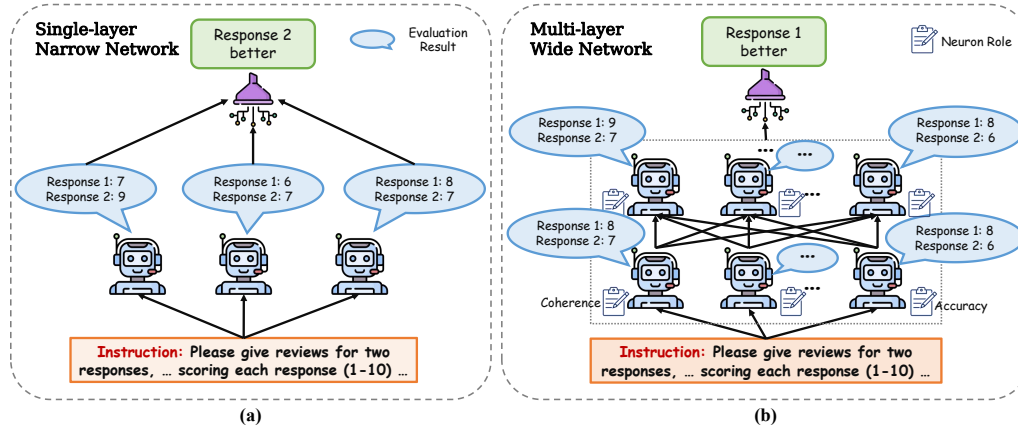 Single-layer
Narrow Network
Response 2
better
Evaluation
Result
Response 1: 7
Response 2: 9
Response 1: 6
Response 2: 7
Response 1: 8
Response 2: 7
Instruction: Please give reviews for two
responses, ... scoring each response (1-10) ...
(a)
Multi-layer
Wide Network
Response 1
better
Neuron Role
Response 1: 9
Response 2: 7
...
...
Response 1: 8
Response 2: 6
...
Response 1: 8
Response 2: 7
...
Response 1: 8
Response 2: 6
...
Coherence
Accuracy
Instruction: Please give reviews for two
responses, ... scoring each response (1-10) ...
(b)